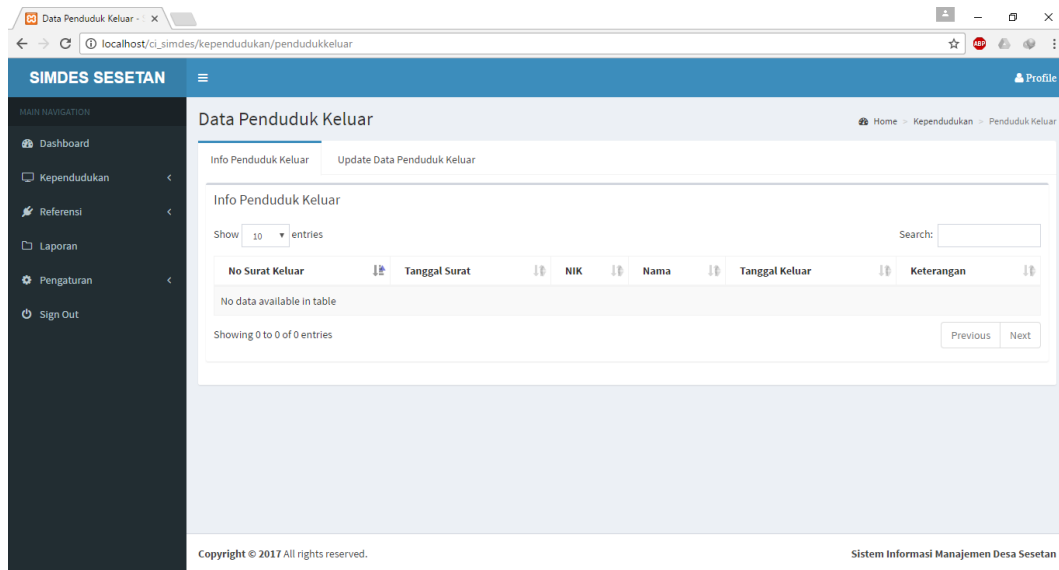 Data Penduduk Keluar -
localhost/ci_simdes/kependudukan/pendudukkeluar
ABP
SIMDES SESETAN
Profile
MAIN NAVIGATION
Dashboard
Kependudukan
Referensi
Laporan
Pengaturan
Sign Out
Data Penduduk Keluar
Home > Kependudukan > Penduduk Keluar
Info Penduduk Keluar Update Data Penduduk Keluar
Info Penduduk Keluar
Show 10 entries Search:
No Surat Keluar Tanggal Surat NIK Nama Tanggal Keluar Keterangan
No data available in table
Showing 0 to 0 of 0 entries Previous Next
Copyright © 2017 All rights reserved. Sistem Informasi Manajemen Desa Sesetan